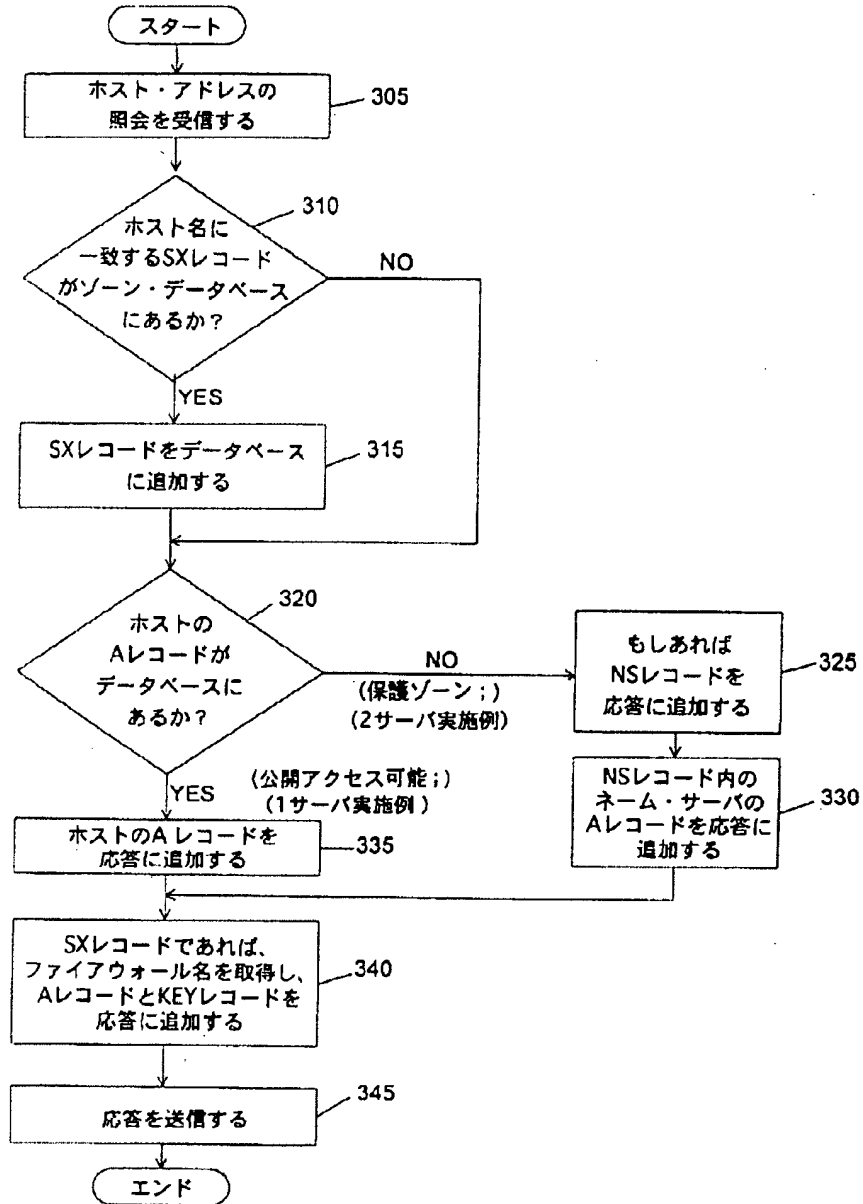 スタート
ホスト・アドレスの
照会を受信する
305
310
ホスト名に
一致するSXレコード
がゾーン・データベース
にあるか？
NO
YES
SXレコードをデータベース
に追加する
315
320
ホストの
Aレコードが
データベースに
あるか？
NO
(保護ゾーン；)
(2サーバ実施例)
もしあれば
NSレコードを
応答に追加する
325
YES
(公開アクセス可能；)
(1サーバ実施例)
NSレコード内の
ネーム・サーバの
Aレコードを応答に
追加する
330
ホストのAレコードを
応答に追加する
335
SXレコードであれば、
ファイアウォール名を取得し、
AレコードとKEYレコードを
応答に追加する
340
応答を送信する
345
エンド